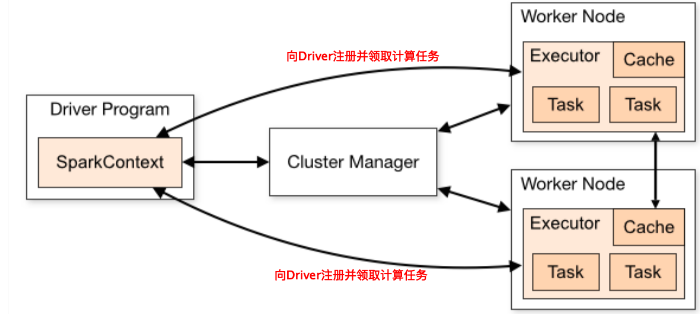 Worker Node
Executor
Cache
Task
Task
向Driver注册并领取计算任务
Driver Program
SparkContext
Cluster Manager
Worker Node
Executor
Cache
Task
Task
向Driver注册并领取计算任务